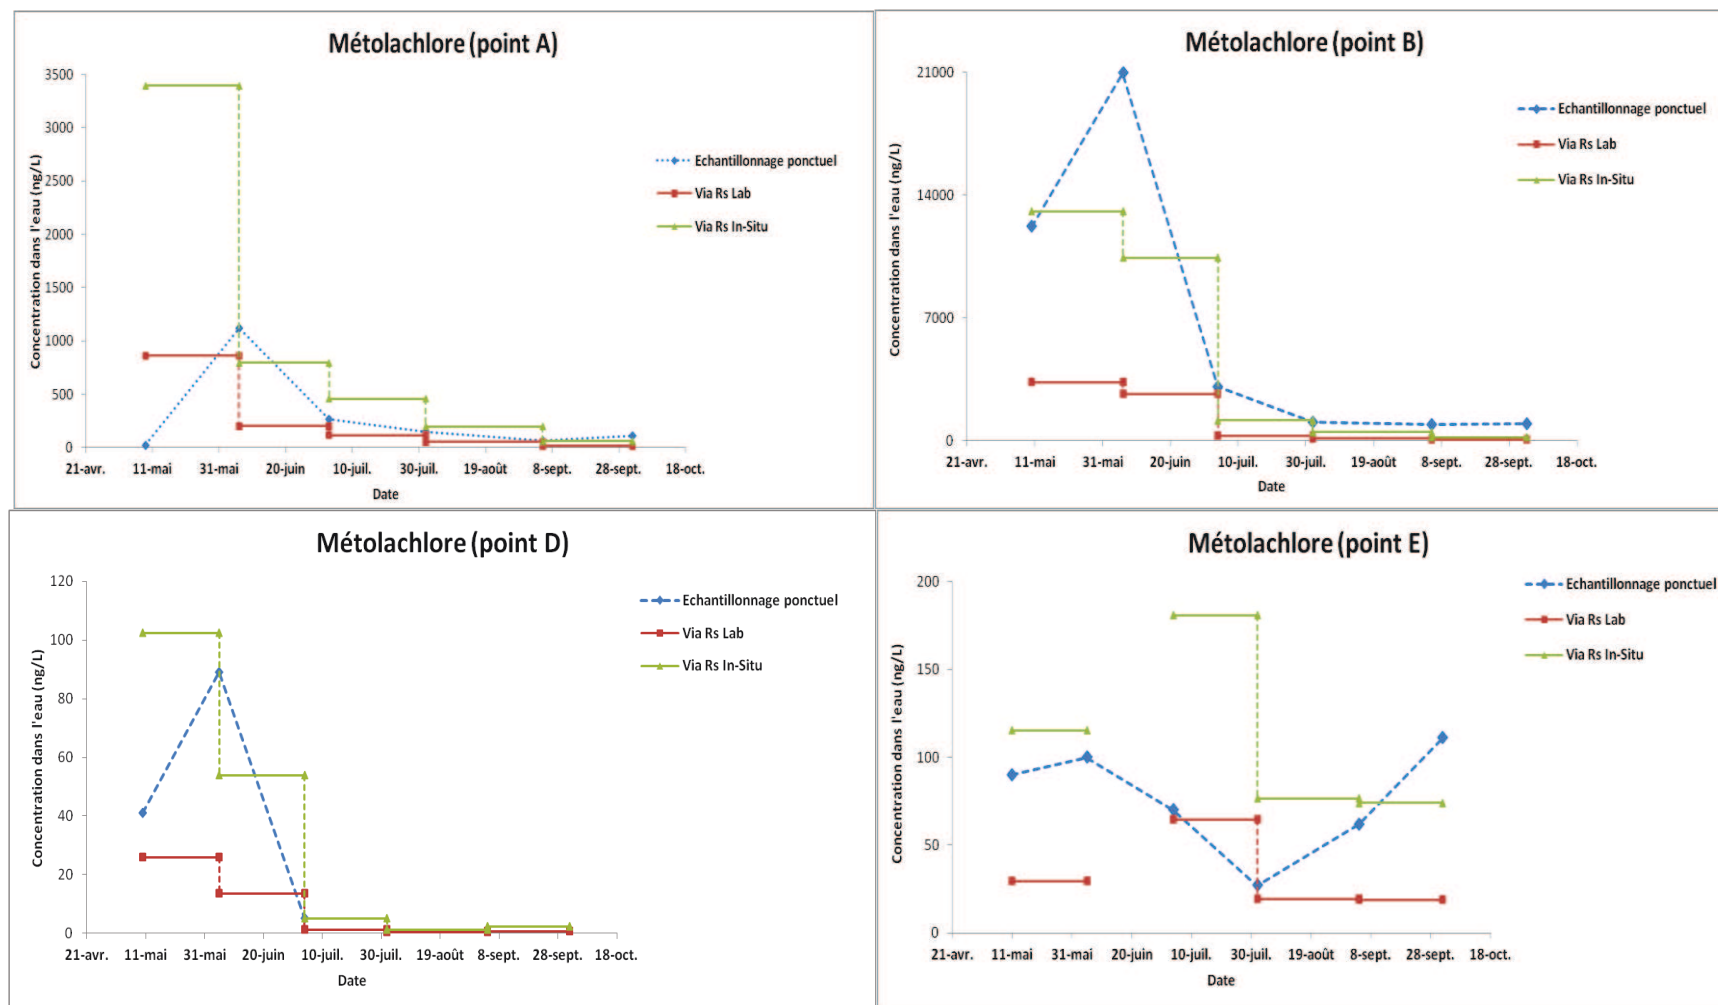 Métolachlore (point A)
Concentration dans l'eau (ng/L)
3500
3000
2500
2000
1500
1000
500
0
21-avr. 11-mai 31-mai 20-juin 10-juil. 30-juil. 19-août 8-sept. 28-sept. 18-oct.
Date
Echantillonnage ponctuel
Via Rs Lab
Via Rs In-Situ
Métolachlore (point B)
Concentration dans l'eau (ng/L)
21000
14000
7000
0
21-avr. 11-mai 31-mai 20-juin 10-juil. 30-juil. 19-août 8-sept. 28-sept. 18-oct.
Date
Echantillonnage ponctuel
Via Rs Lab
Via Rs In-Situ
Métolachlore (point D)
Concentration dans l'eau (ng/L)
120
100
80
60
40
20
0
21-avr. 11-mai 31-mai 20-juin 10-juil. 30-juil. 19-août 8-sept. 28-sept. 18-oct.
Date
Echantillonnage ponctuel
Via Rs Lab
Via Rs In-Situ
Métolachlore (point E)
Concentration dans l'eau (ng/L)
200
150
100
50
0
21-avr. 11-mai 31-mai 20-juin 10-juil. 30-juil. 19-août 8-sept. 28-sept. 18-oct.
Date
Echantillonnage ponctuel
Via Rs Lab
Via Rs In-Situ